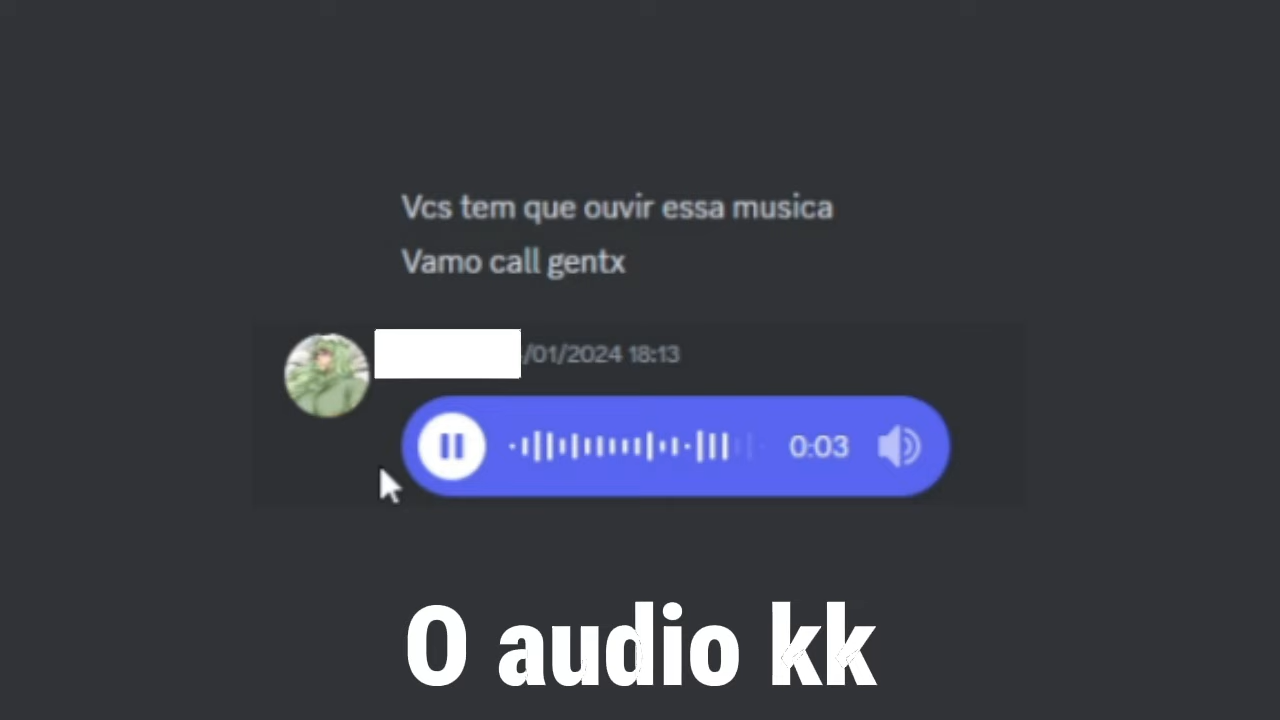 Vcs tem que ouvir essa musica
Vamo call gentx
/01/2024 18:13
0:03
O audio kk